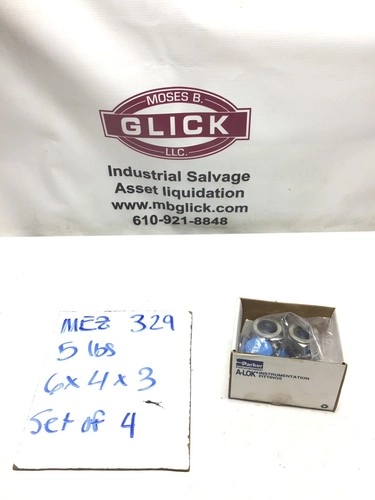 MOSES B.
GLICK
LLC.
Industrial Salvage
Asset liquidation
www.mbglick.com
610-921-8848
MEZ 329
5 lbs
6x4x3
Set of 4
Parker
A-LOK® INSTRUMENTATION
FITTINGS